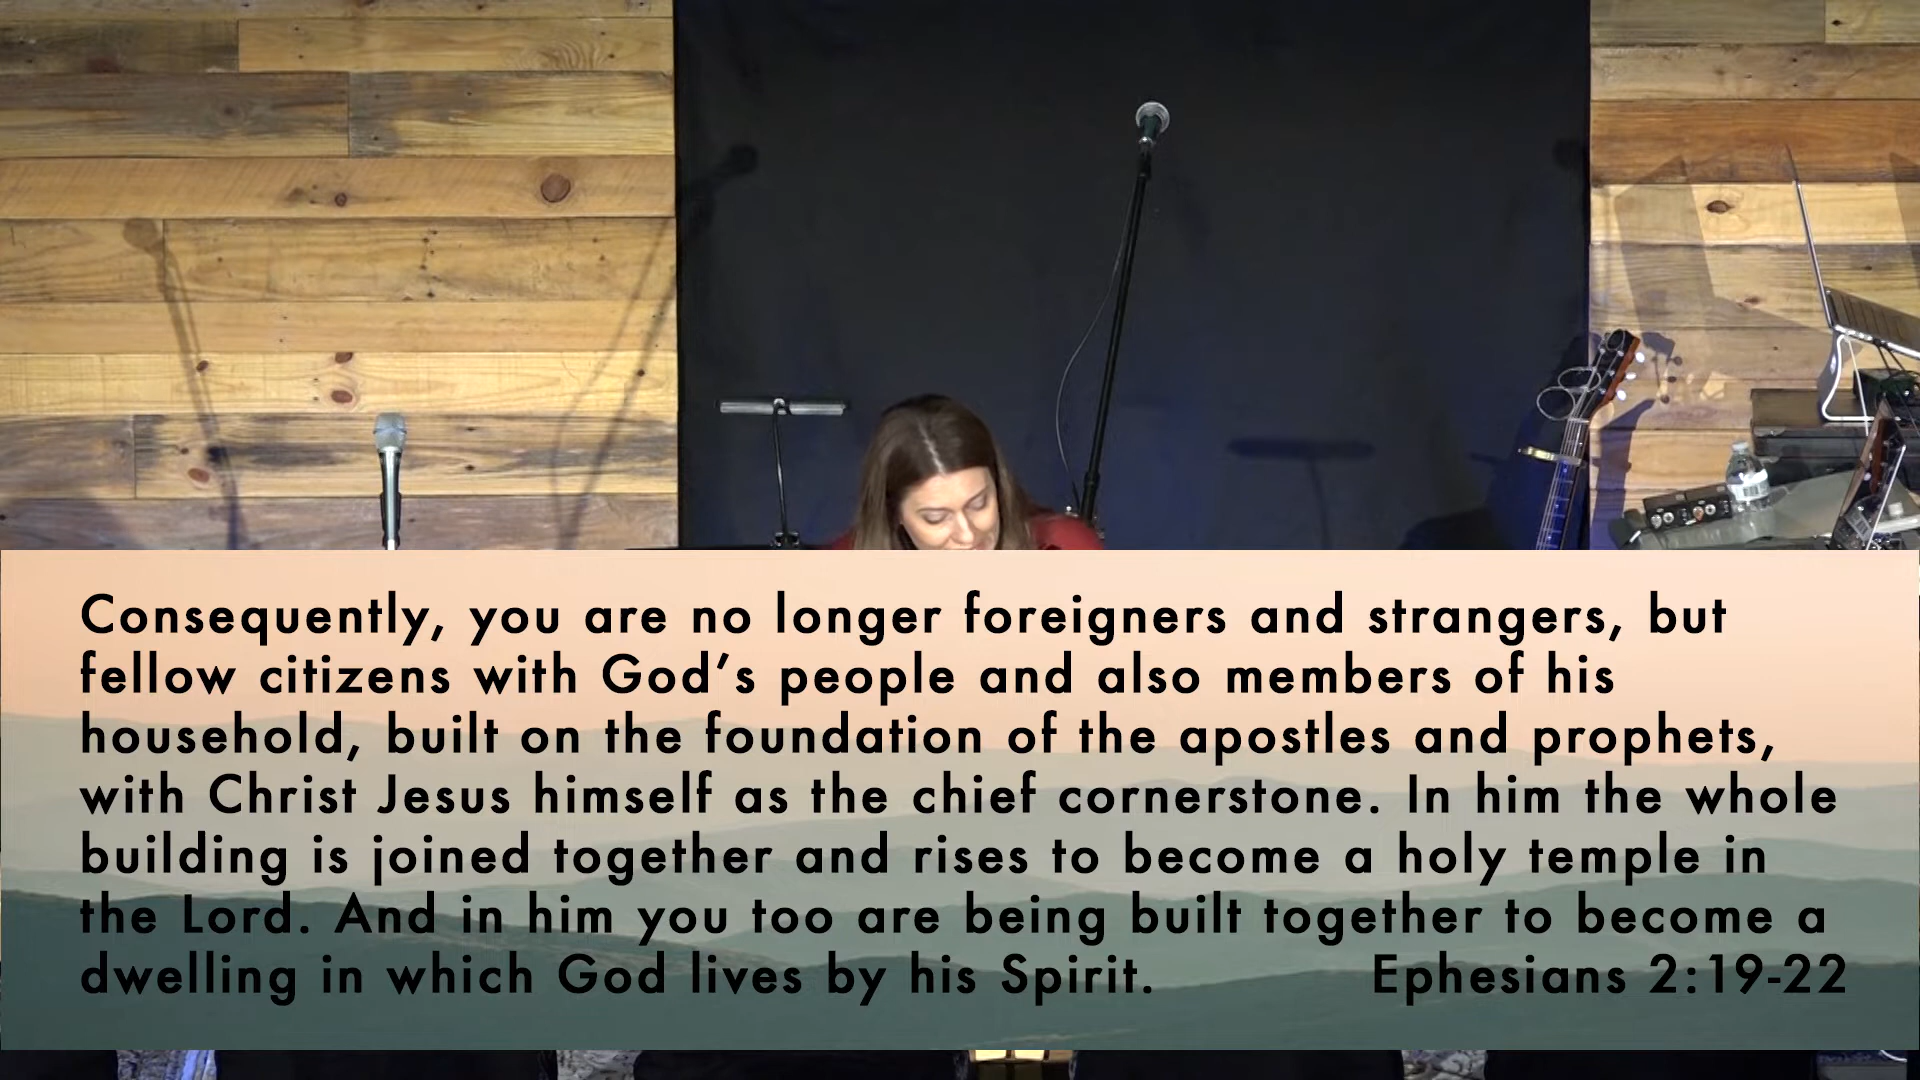 Consequently, you are no longer foreigners and strangers, but
fellow citizens with God’s people and also members of his
household, built on the foundation of the apostles and prophets,
with Christ Jesus himself as the chief cornerstone. In him the whole
building is joined together and rises to become a holy temple in
the Lord. And in him you too are being built together to become a
dwelling in which God lives by his Spirit. Ephesians 2:19-22